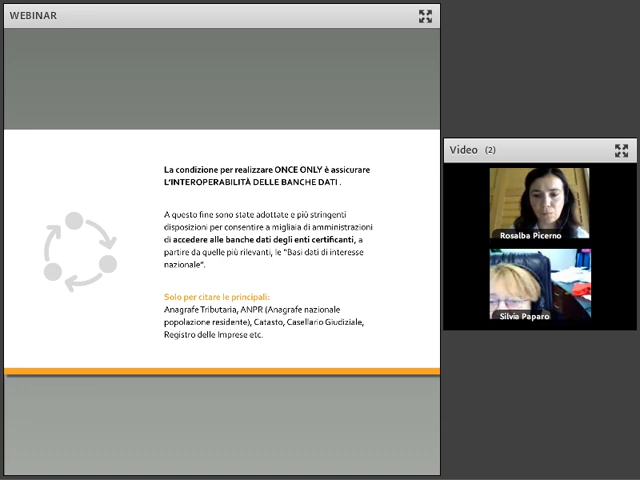 WEBINAR
La condizione per realizzare ONCE ONLY è assicurare
L'INTEROPERABILITÀ DELLE BANCHE DATI .
A questo fine sono state adottate e più stringenti
disposizioni per consentire a migliaia di amministrazioni
di accedere alle banche dati degli enti certificanti, a
partire da quelle più rilevanti, le "Basi dati di interesse
nazionale".
Solo per citare le principali:
Anagrafe Tributaria, ANPR (Anagrafe nazionale
popolazione residente), Catasto, Casellario Giudiziale,
Registro delle Imprese etc.
Video (2)
Rosalba Picerno
Silvia Paparo